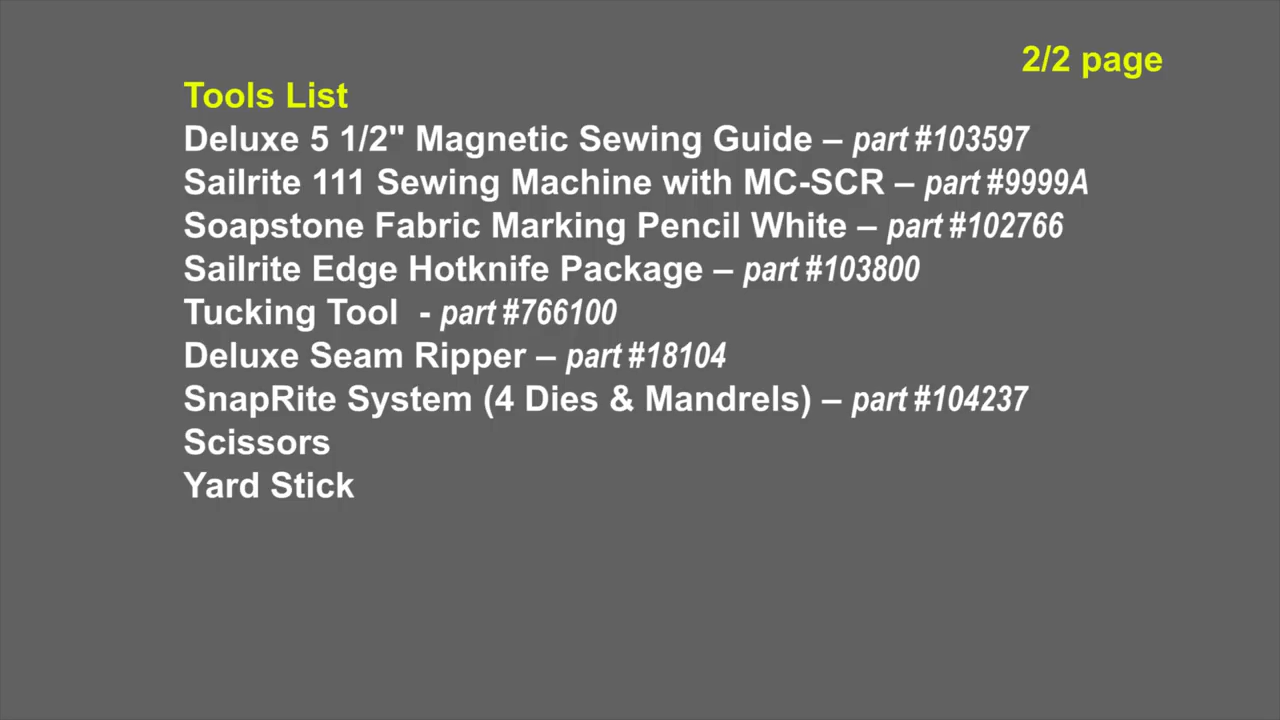 2/2 page
Tools List
Deluxe 5 1/2" Magnetic Sewing Guide – part #103597
Sailrite 111 Sewing Machine with MC-SCR – part #9999A
Soapstone Fabric Marking Pencil White – part #102766
Sailrite Edge Hotknife Package – part #103800
Tucking Tool  - part #766100
Deluxe Seam Ripper – part #18104
SnapRite System (4 Dies & Mandrels) – part #104237
Scissors
Yard Stick